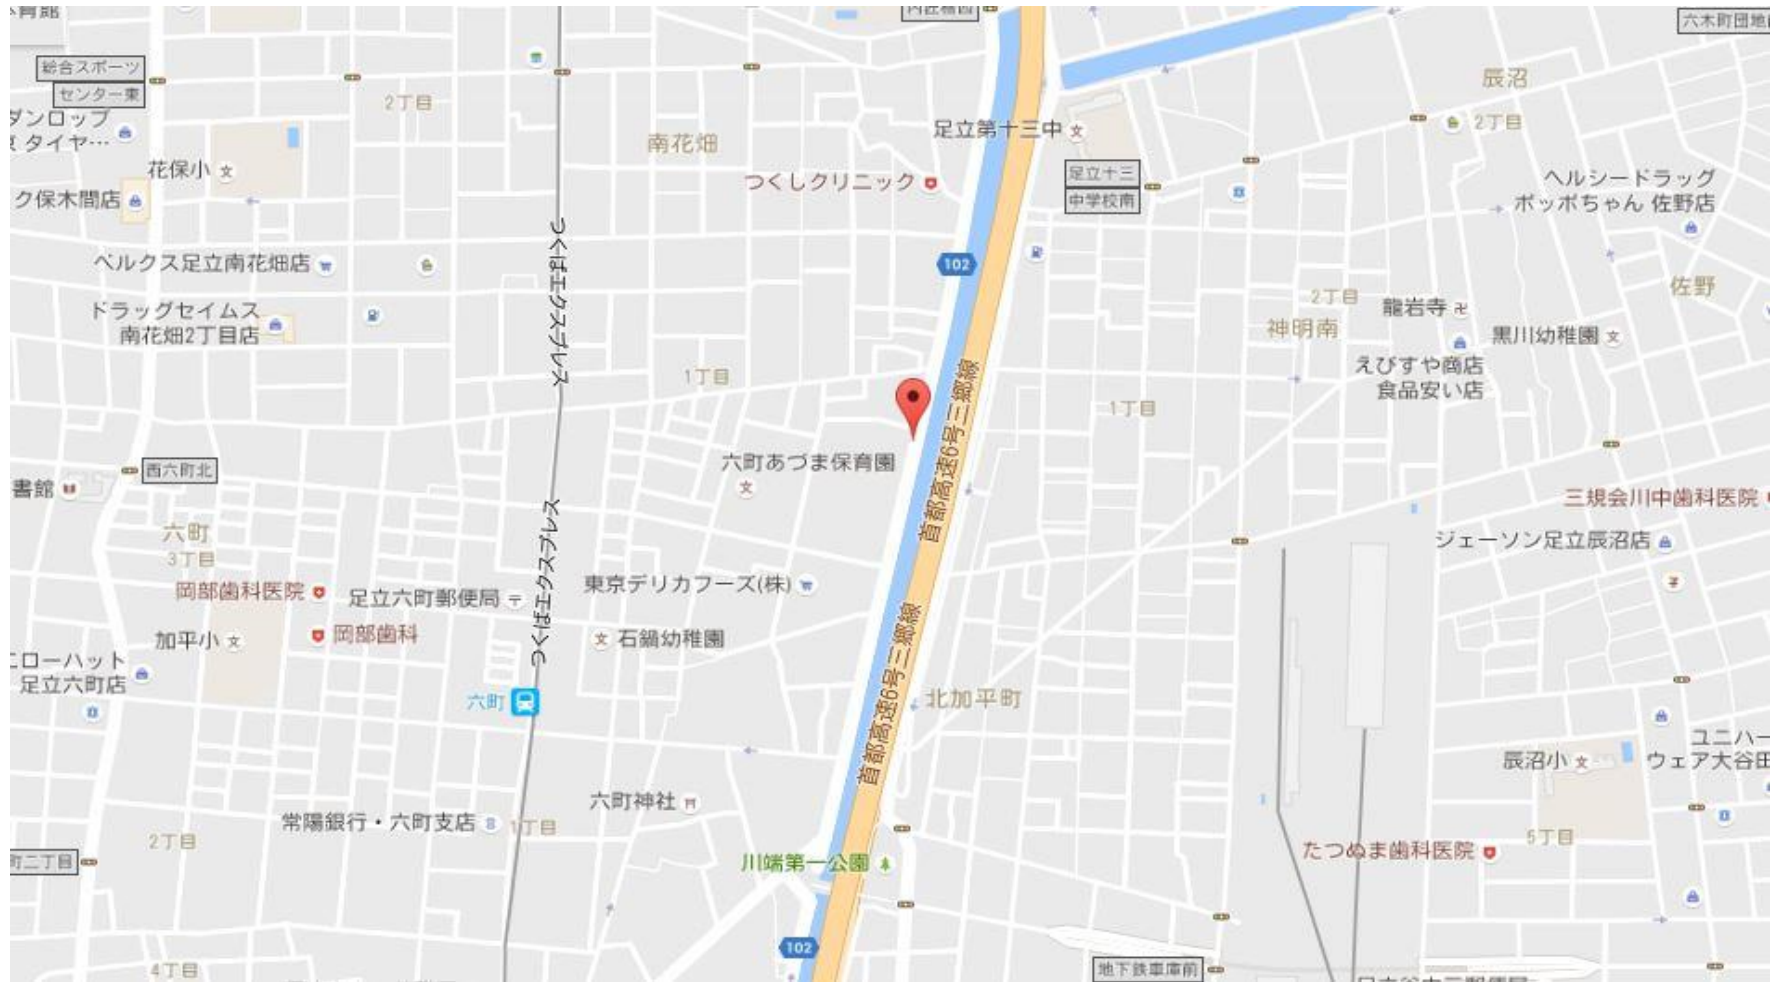 内匠橋西
六木町団地
総合スポーツ
センター東
2丁目
辰沼
ダンロップ
タイヤ…
南花畑
足立第十三中
2丁目
花保小
つくしクリニック
足立十三
中学校南
ヘルシードラッグ
ポッポちゃん 佐野店
ク保木間店
つくばエクスプレス
ベルクス足立南花畑店
102
佐野
ドラッグセイムス
南花畑2丁目店
2丁目
神明南
龍岩寺
黒川幼稚園
えびすや商店
食品安い店
1丁目
首都高速6号三郷線
1丁目
六町あづま保育園
西六町北
書館
三規会川中歯科医院
つくばエクスプレス
六町
3丁目
ジェーソン足立辰沼店
岡部歯科医院
足立六町郵便局
東京デリカフーズ(株)
首都高速6号三郷線
加平小
岡部歯科
石鍋幼稚園
ローハット
足立六町店
六町
北加平町
辰沼小
ユニハー
ウェア大谷田
六町神社
常陽銀行・六町支店
1丁目
2丁目
5丁目
町二丁目
川端第一公園
たつぬま歯科医院
102
4丁目
地下鉄車庫前